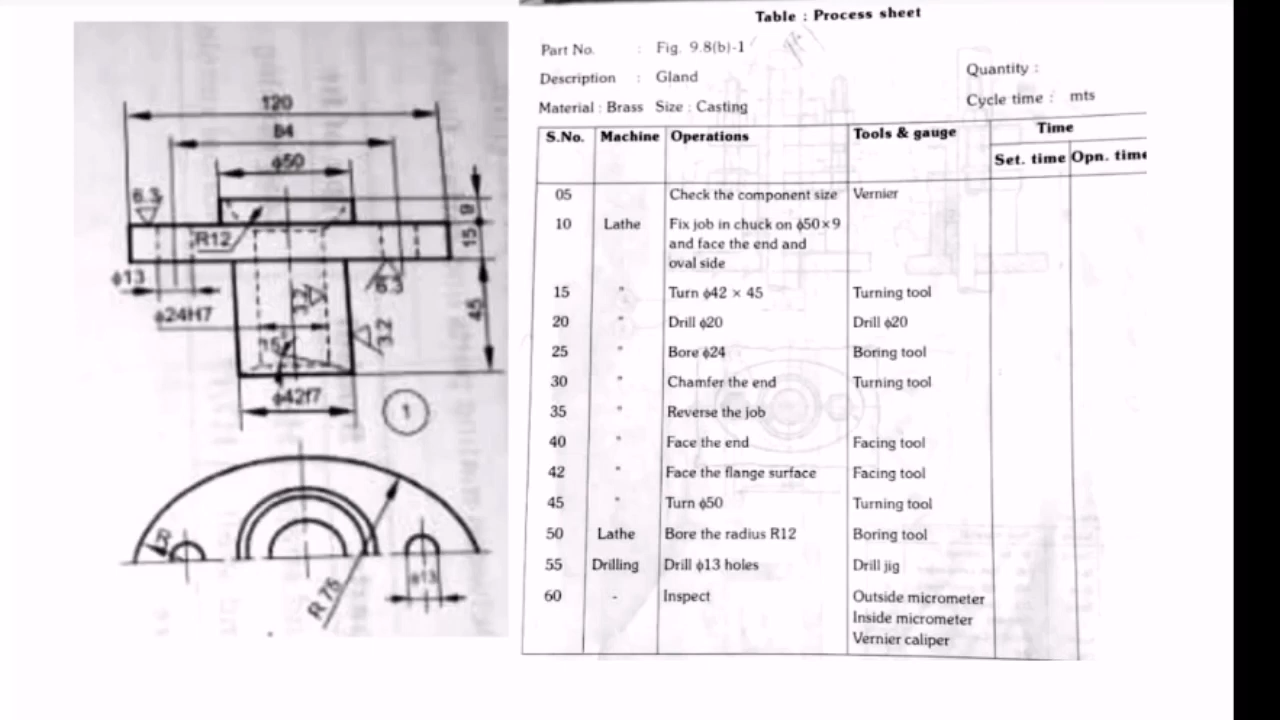 120
84
ϕ50
6.3
9
R12
15
ϕ13
6.3
3.2
ϕ24H7
45
3.2
15°
ϕ42f7
1
R
ϕ13
R 75
Table : Process sheet
Part No. : Fig. 9.8(b)-1
Description : Gland
Quantity :
Material : Brass Size : Casting
Cycle time : mts
S.No. Machine Operations Tools & gauge Time
Set. time Opn. time
05 Check the component size Vernier
10 Lathe Fix job in chuck on ϕ50×9
and face the end and
oval side
15 " Turn ϕ42 × 45 Turning tool
20 " Drill ϕ20 Drill ϕ20
25 " Bore ϕ24 Boring tool
30 " Chamfer the end Turning tool
35 " Reverse the job
40 " Face the end Facing tool
42 " Face the flange surface Facing tool
45 " Turn ϕ50 Turning tool
50 Lathe Bore the radius R12 Boring tool
55 Drilling Drill ϕ13 holes Drill jig
60 - Inspect Outside micrometer
Inside micrometer
Vernier caliper